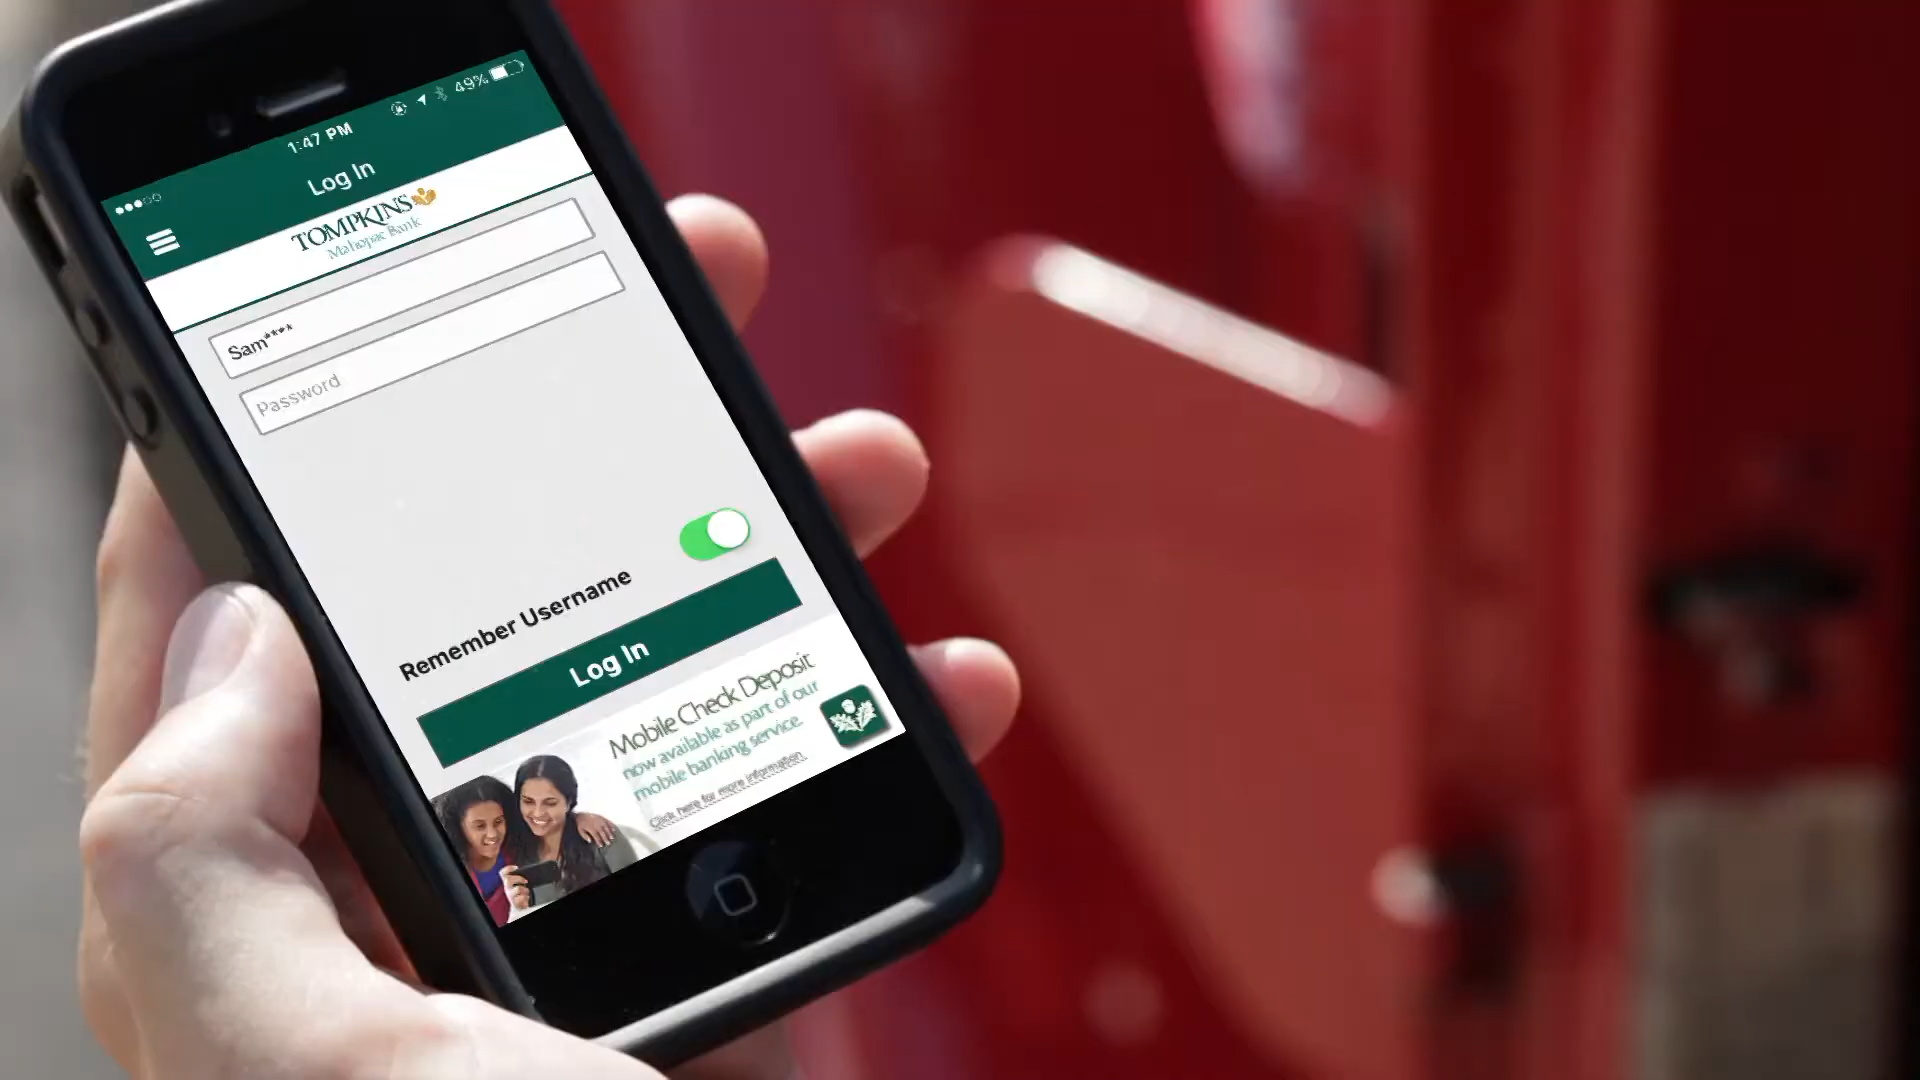 49%
1:47 PM
Log In
TOMPKINS
Mahopac Bank
Sam****
Password
Remember Username
Log In
Mobile Check Deposit
now available as part of our
mobile banking service.
Click here for more information.